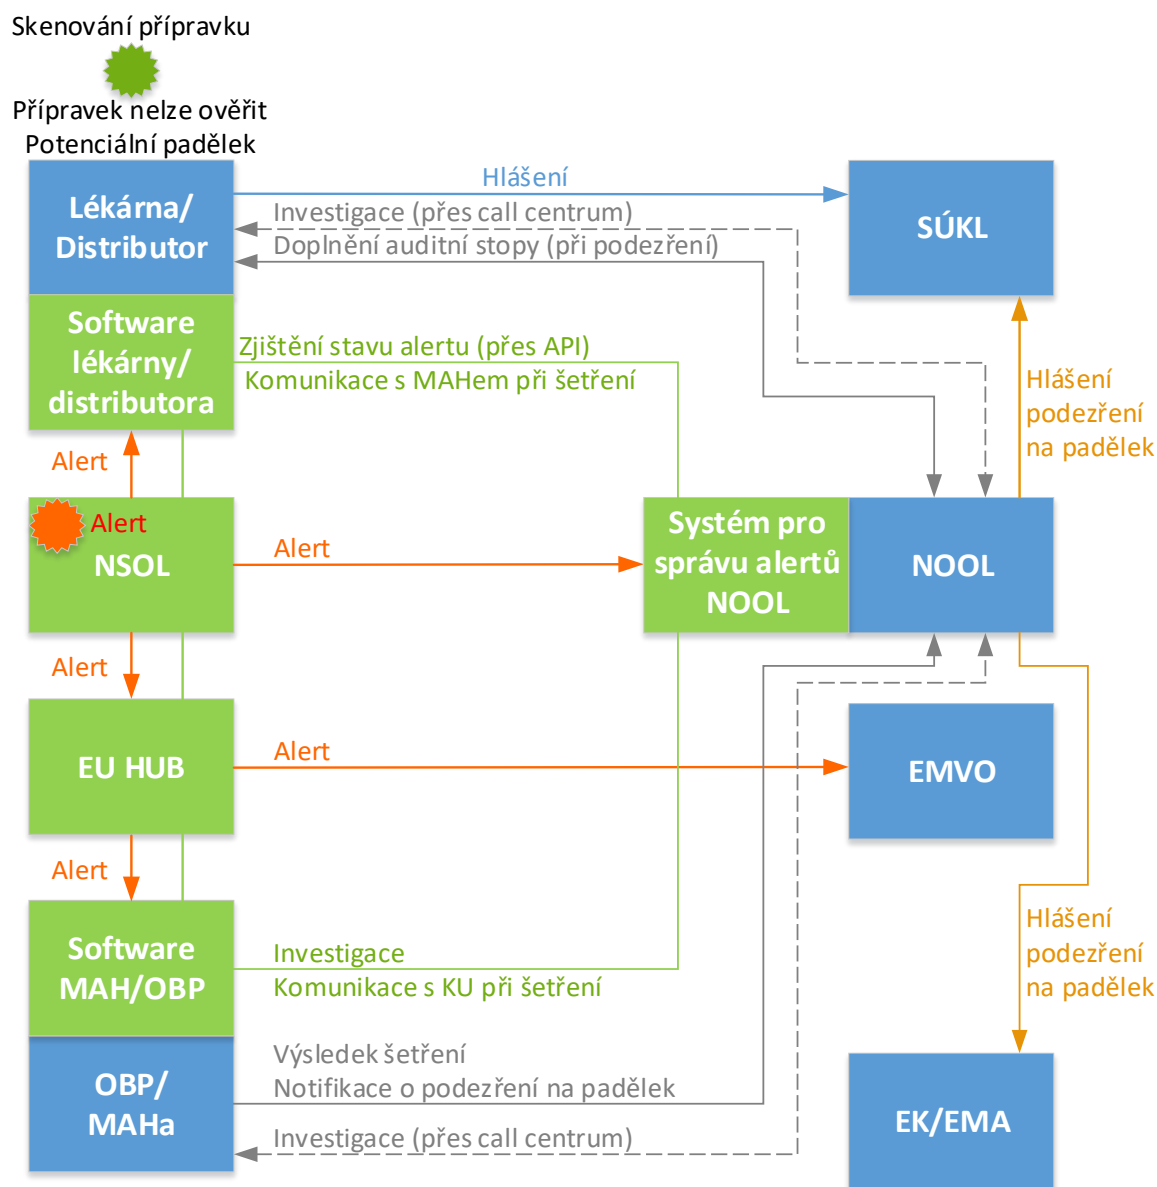 Skenování přípravku
Přípravek nelze ověřit
Potenciální padělek
Lékárna/
Distributor
Hlášení
SÚKL
Investigace (přes call centrum)
Doplnění auditní stopy (při podezření)
Software
lékárny/
distributora
Zjištění stavu alertu (přes API)
Komunikace s MAHem při šetření
Hlášení
podezření
na padělek
Alert
Alert
NSOL
Alert
Systém pro
správu alertů
NOOL
NOOL
Alert
EU HUB
Alert
EMVO
Alert
Software
MAH/OBP
Investigace
Komunikace s KU při šetření
Hlášení
podezření
na padělek
OBP/
MAHa
Výsledek šetření
Notifikace o podezření na padělek
Investigace (přes call centrum)
EK/EMA